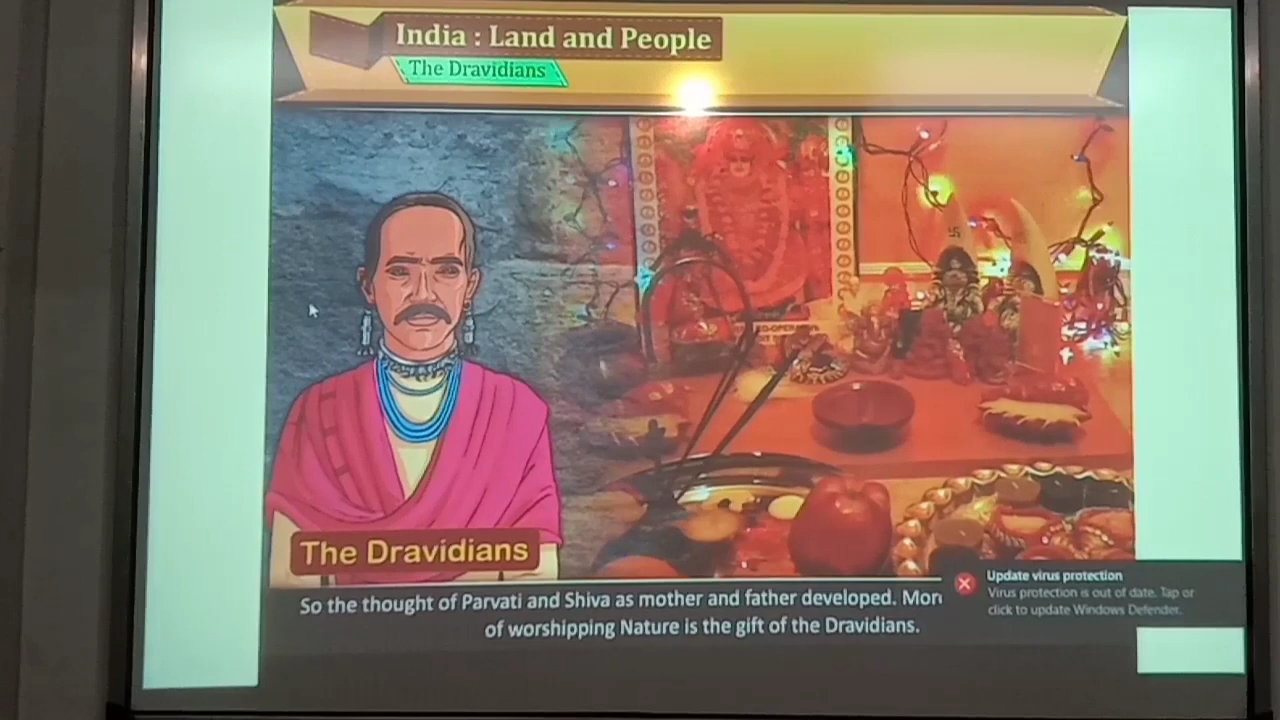 India : Land and People
The Dravidians
The Dravidians
So the thought of Parvati and Shiva as mother and father developed. More
of worshipping Nature is the gift of the Dravidians.
Update virus protection
Virus protection is out of date. Tap or
click to update Windows Defender.